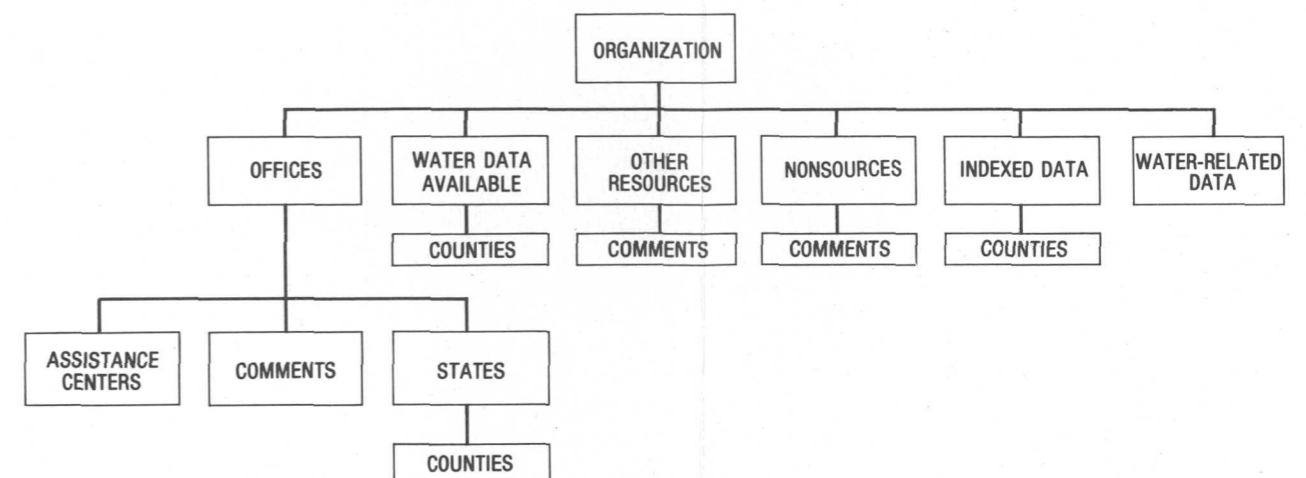 ORGANIZATION
OFFICES
WATER DATA
AVAILABLE
OTHER
RESOURCES
NONSOURCES
INDEXED DATA
WATER-RELATED
DATA
COUNTIES
COMMENTS
COMMENTS
COUNTIES
ASSISTANCE
CENTERS
COMMENTS
STATES
COUNTIES